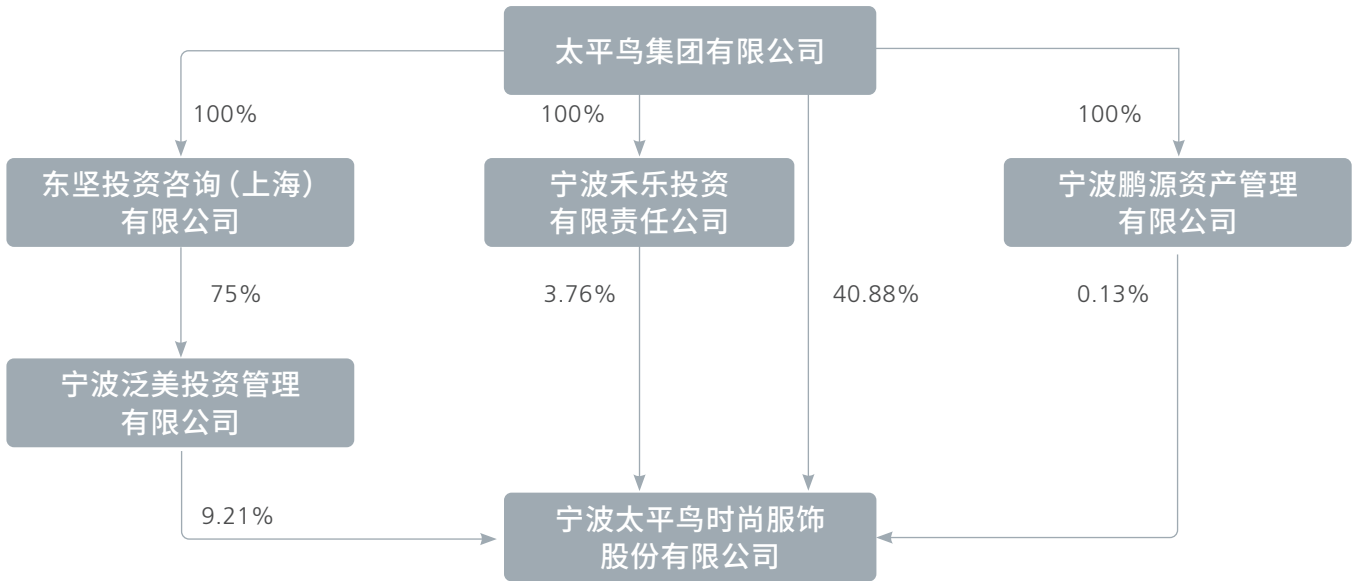 太平鸟集团有限公司
100%
100%
100%
东坚投资咨询（上海）
有限公司
宁波禾乐投资
有限责任公司
宁波鹏源资产管理
有限公司
75%
3.76%
40.88%
0.13%
宁波泛美投资管理
有限公司
9.21%
宁波太平鸟时尚服饰
股份有限公司